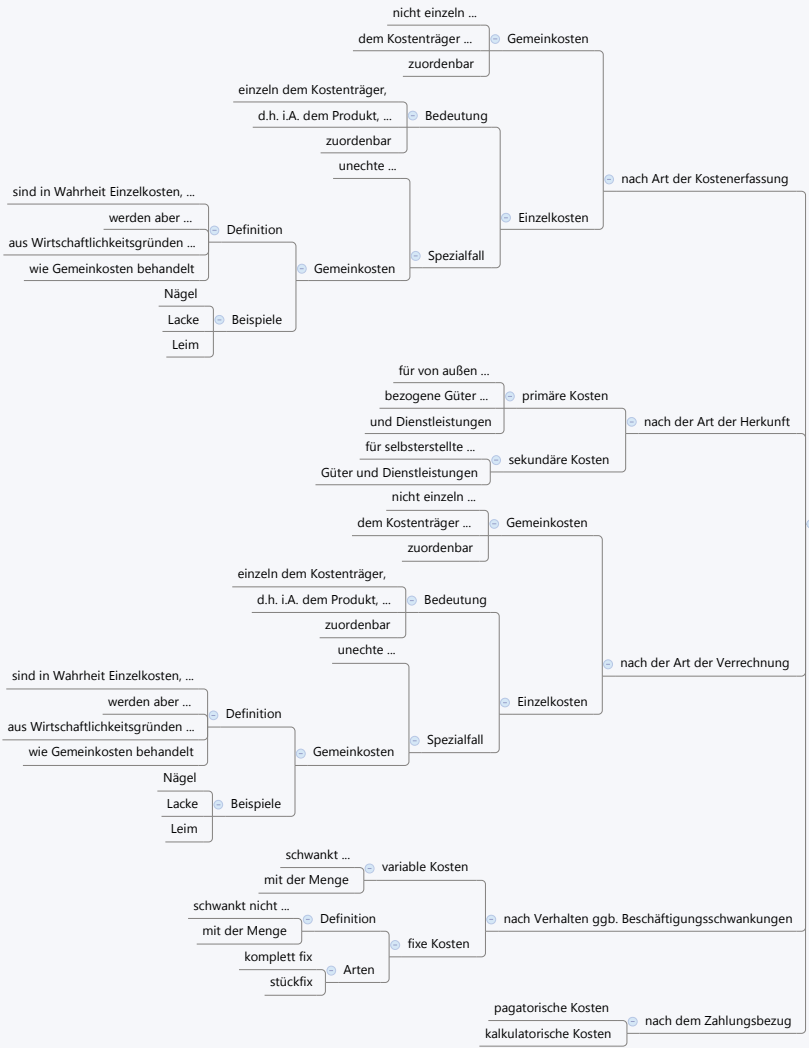 nicht einzeln ...
dem Kostenträger ...
Gemeinkosten
zuordenbar
einzeln dem Kostenträger,
d.h. i.A. dem Produkt, ...
Bedeutung
zuordenbar
unechte ...
nach Art der Kostenerfassung
sind in Wahrheit Einzelkosten, ...
werden aber ...
Einzelkosten
Definition
aus Wirtschaftlichkeitsgründen ...
Spezialfall
wie Gemeinkosten behandelt
Gemeinkosten
Nägel
Lacke
Beispiele
Leim
für von außen ...
bezogene Güter ...
primäre Kosten
und Dienstleistungen
nach der Art der Herkunft
für selbsterstellte ...
sekundäre Kosten
Güter und Dienstleistungen
nicht einzeln ...
dem Kostenträger ...
Gemeinkosten
zuordenbar
einzeln dem Kostenträger,
d.h. i.A. dem Produkt, ...
Bedeutung
zuordenbar
unechte ...
nach der Art der Verrechnung
sind in Wahrheit Einzelkosten, ...
werden aber ...
Einzelkosten
Definition
aus Wirtschaftlichkeitsgründen ...
Spezialfall
wie Gemeinkosten behandelt
Gemeinkosten
Nägel
Lacke
Beispiele
Leim
schwankt ...
variable Kosten
mit der Menge
schwankt nicht ...
Definition
nach Verhalten ggb. Beschäftigungsschwankungen
mit der Menge
fixe Kosten
komplett fix
Arten
stückfix
pagatorische Kosten
nach dem Zahlungsbezug
kalkulatorische Kosten